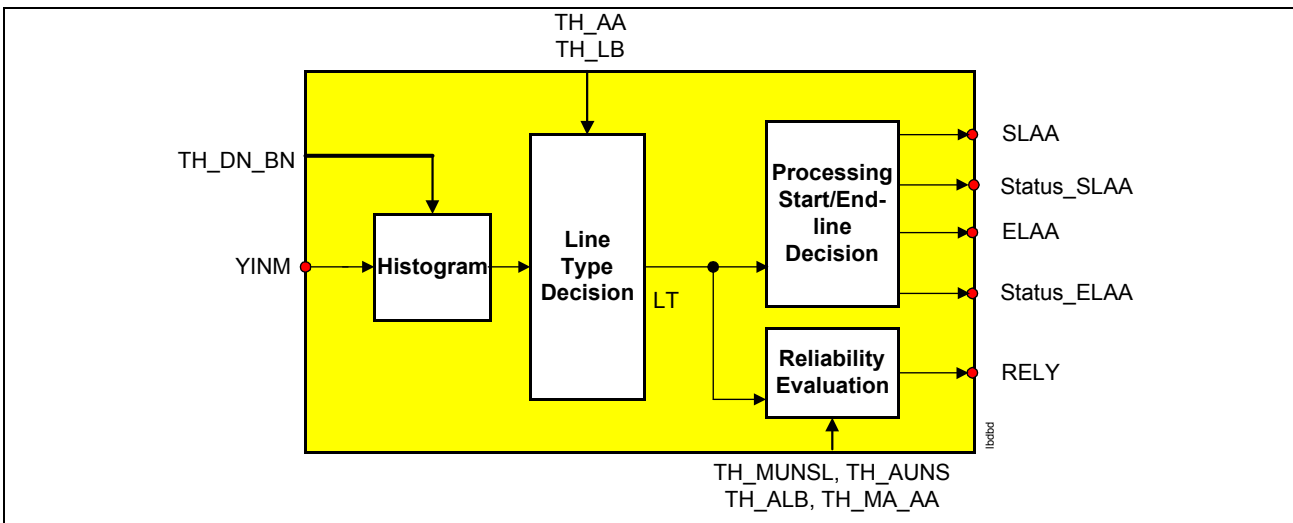 TH_AA
TH_LB
TH_DN_BN
YINM
Histogram
Line
Type
Decision
LT
Processing
Start/End-
line
Decision
Reliability
Evaluation
SLAA
Status_SLAA
ELAA
Status_ELAA
RELY
lbdbd
TH_MUNSL, TH_AUNS
TH_ALB, TH_MA_AA